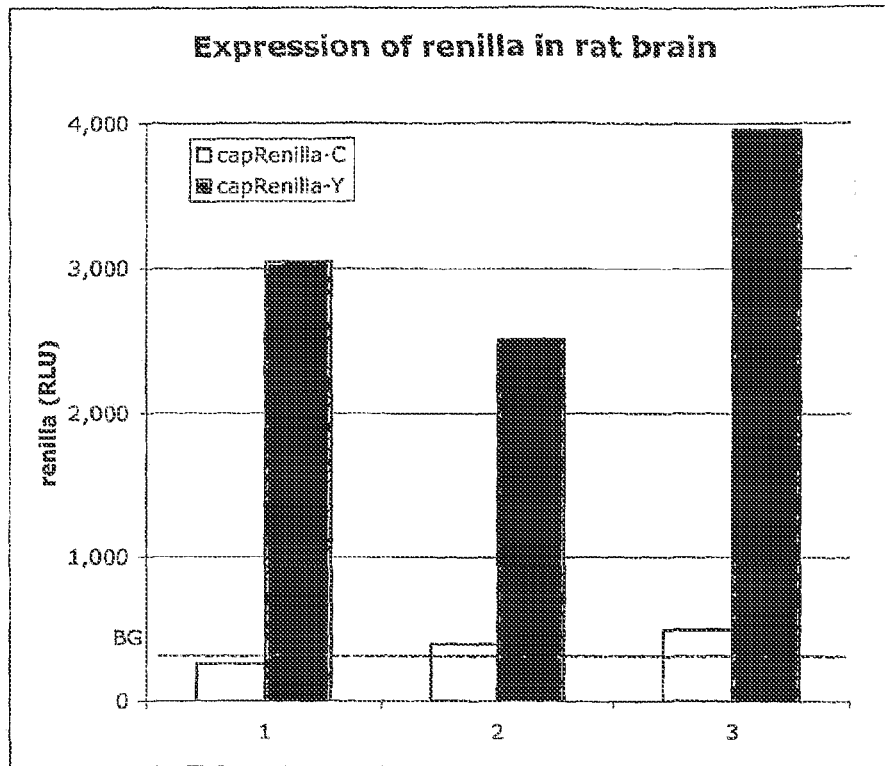 Expression of renilla in rat brain
4,000
capRenilla-C
capRenilla-Y
3,000
renilla (RLU)
2,000
1,000
BG
0
1 2 3